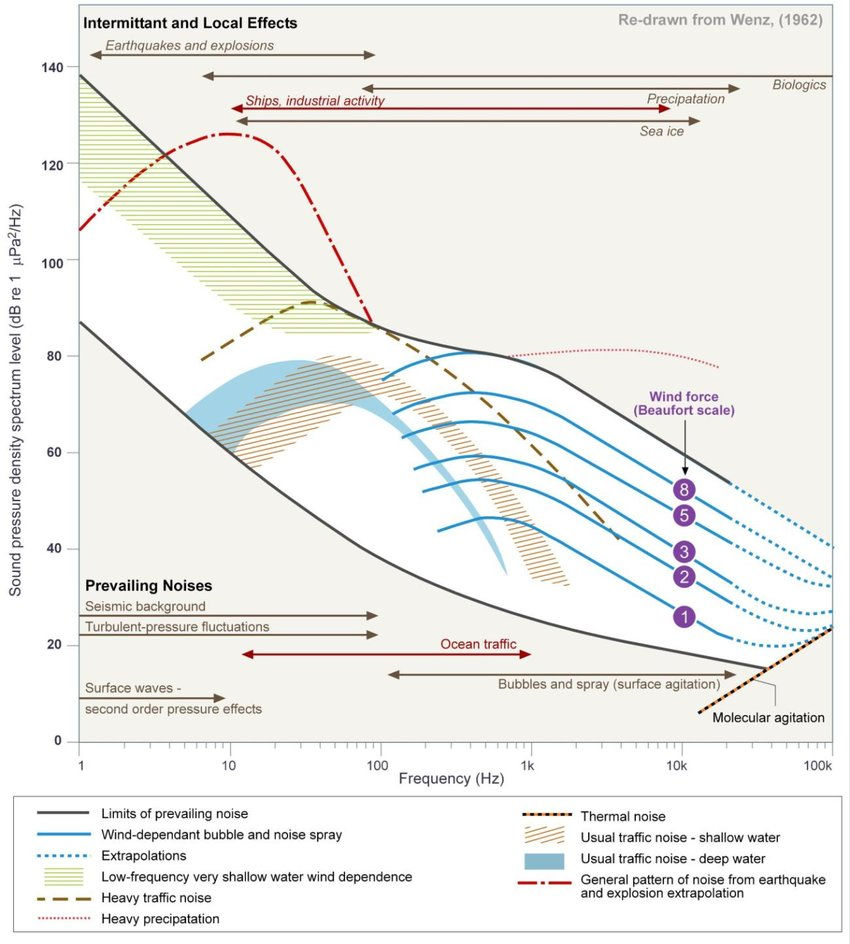 Intermittant and Local Effects
Re-drawn from Wenz, (1962)
Earthquakes and explosions
Biologics
Precipatation
Ships, industrial activity
Sea ice
140
120
100
80
60
40
20
0
Sound pressure density spectrum level (dB re 1 µPa2/Hz)
Wind force
(Beaufort scale)
8
5
3
2
1
Prevailing Noises
Seismic background
Turbulent-pressure fluctuations
Ocean traffic
Bubbles and spray (surface agitation)
Surface waves -
second order pressure effects
Molecular agitation
1
10
100
1k
10k
100k
Frequency (Hz)
Limits of prevailing noise
Wind-dependant bubble and noise spray
Extrapolations
Low-frequency very shallow water wind dependence
Heavy traffic noise
Heavy precipatation
Thermal noise
Usual traffic noise - shallow water
Usual traffic noise - deep water
General pattern of noise from earthquake
and explosion extrapolation